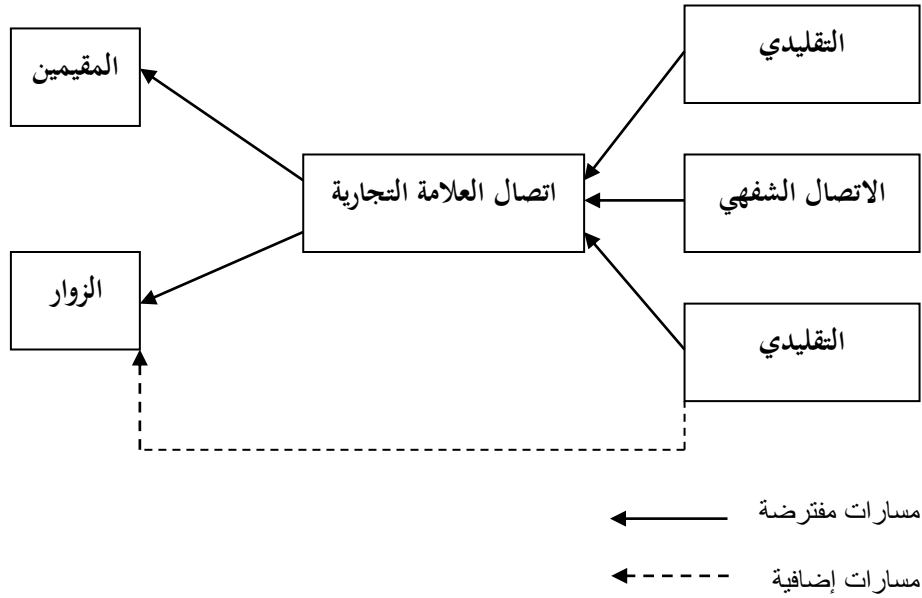 التقليدي
المقيمين
اتصال العلامة التجارية
الاتصال الشفهي
الزوار
التقليدي
مسارات مفترضة
مسارات إضافية